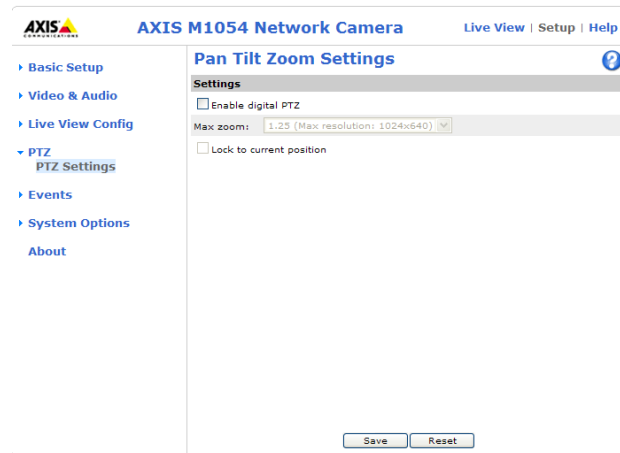 AXIS
COMMUNICATIONS
AXIS M1054 Network Camera
Live View | Setup | Help
Basic Setup
Video & Audio
Live View Config
PTZ
PTZ Settings
Events
System Options
About
Pan Tilt Zoom Settings
?
Settings
Enable digital PTZ
Max zoom: 1.25 (Max resolution: 1024x640)
Lock to current position
Save Reset